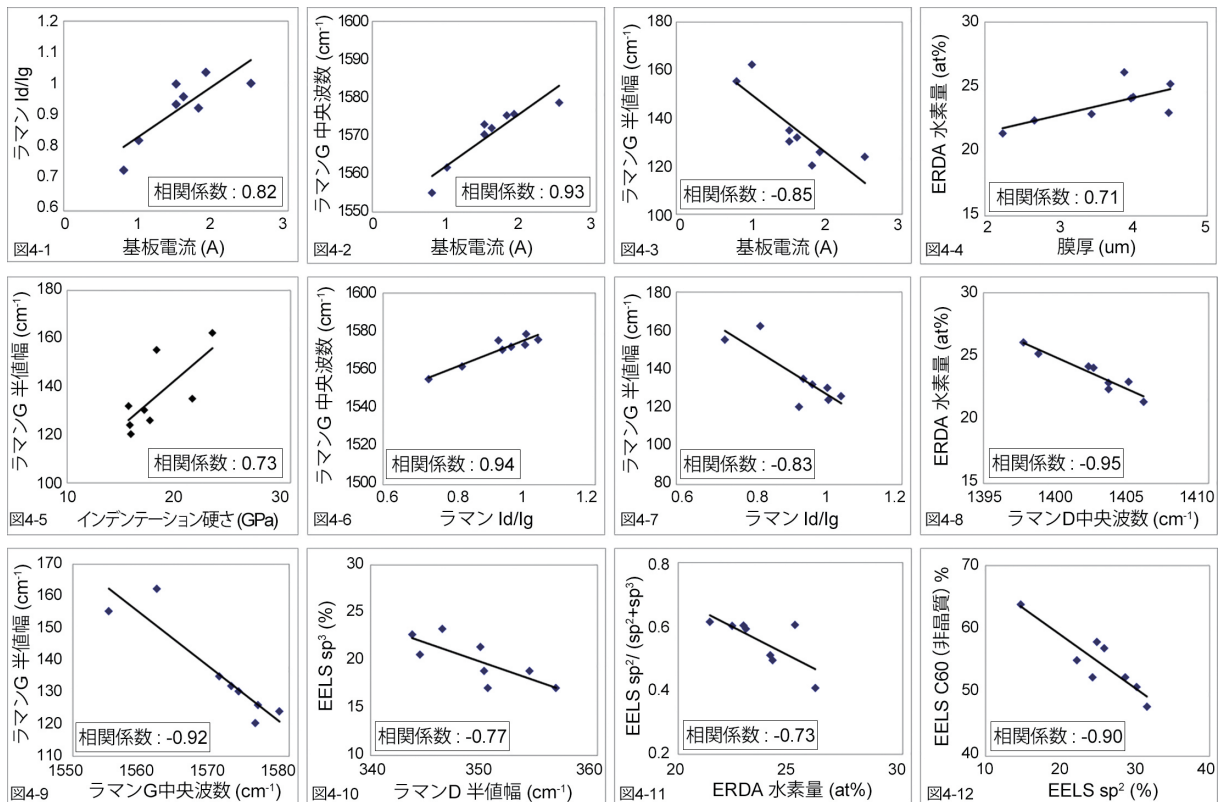 ラマン Id/Ig
1.2
1.1
1
0.9
0.8
0.7
0.6
相関係数 : 0.82
0
1
2
3
図4-1
基板電流 (A)
ラマンG 中央波数 (cm⁻¹)
1600
1590
1580
1570
1560
1550
相関係数 : 0.93
0
1
2
3
図4-2
基板電流 (A)
ラマンG 半値幅 (cm⁻¹)
180
160
140
120
100
相関係数 : -0.85
0
1
2
3
図4-3
基板電流 (A)
ERDA 水素量 (at%)
30
25
20
15
相関係数 : 0.71
2
3
4
5
図4-4
膜厚 (um)
ラマンG 半値幅 (cm⁻¹)
180
160
140
120
100
相関係数 : 0.73
10
20
30
図4-5
インデンテーション硬さ (GPa)
ラマンG 中央波数 (cm⁻¹)
1600
1580
1560
1540
1520
1500
相関係数 : 0.94
0.6
0.8
1
1.2
図4-6
ラマン Id/Ig
ラマンG 半値幅 (cm⁻¹)
180
160
140
120
100
80
相関係数 : -0.83
0.6
0.8
1
1.2
図4-7
ラマン Id/Ig
ERDA 水素量 (at%)
30
25
20
15
相関係数 : -0.95
1395
1400
1405
1410
図4-8
ラマンD中央波数 (cm⁻¹)
ラマンG 半値幅 (cm⁻¹)
170
160
150
140
130
120
110
相関係数 : -0.92
1550
1560
1570
1580
図4-9
ラマンG中央波数 (cm⁻¹)
EELS sp³ (%)
30
25
20
15
10
相関係数 : -0.77
340
350
360
図4-10
ラマンD 半値幅 (cm⁻¹)
EELS sp²/ (sp²+sp³)
0.8
0.6
0.4
0.2
相関係数 : -0.73
20
25
30
図4-11
ERDA 水素量 (at%)
EELS C60 (非晶質) %
70
60
50
40
相関係数 : -0.90
10
20
30
40
図4-12
EELS sp² (%)